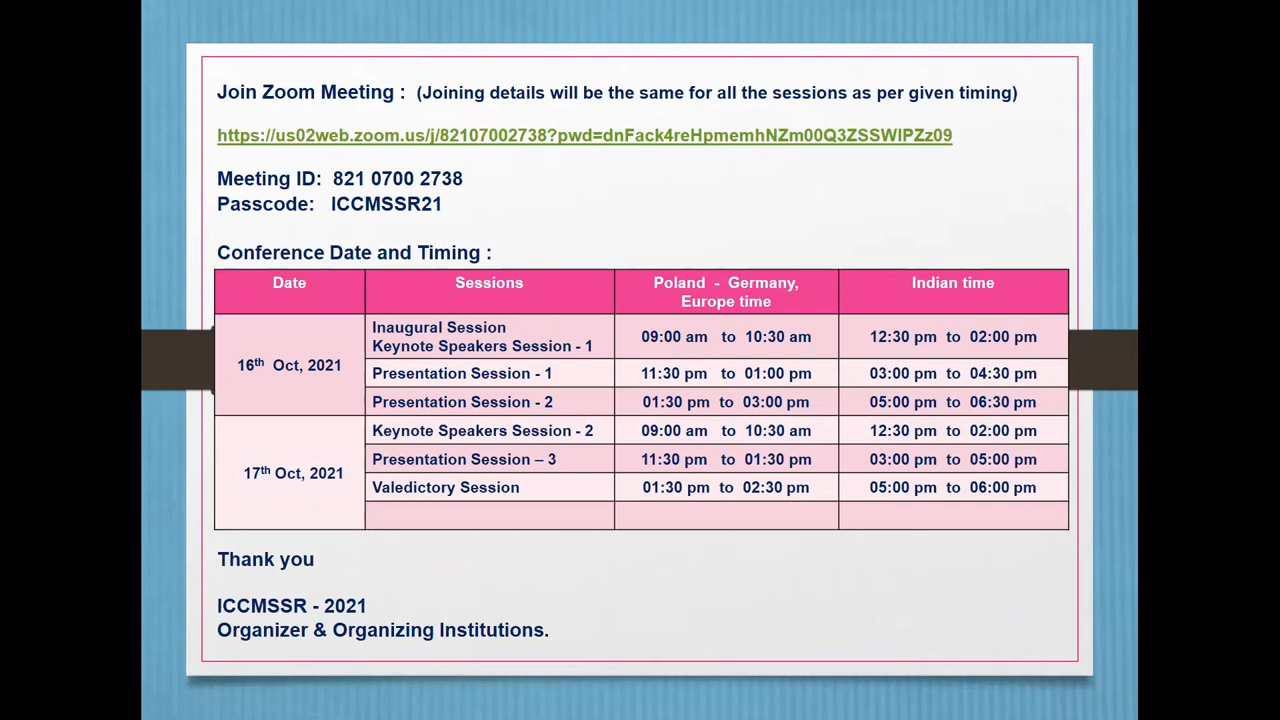 Join Zoom Meeting : (Joining details will be the same for all the sessions as per given timing)
https://us02web.zoom.us/j/82107002738?pwd=dnFack4reHpmemhNZm00Q3ZSSWlPZz09
Meeting ID: 821 0700 2738
Passcode: ICCMSSR21
Conference Date and Timing :
Date Sessions Poland - Germany, Indian time
Europe time
16th Oct, 2021
Inaugural Session
Keynote Speakers Session - 1 09:00 am to 10:30 am 12:30 pm to 02:00 pm
Presentation Session - 1 11:30 pm to 01:00 pm 03:00 pm to 04:30 pm
Presentation Session - 2 01:30 pm to 03:00 pm 05:00 pm to 06:30 pm
17th Oct, 2021
Keynote Speakers Session - 2 09:00 am to 10:30 am 12:30 pm to 02:00 pm
Presentation Session – 3 11:30 pm to 01:30 pm 03:00 pm to 05:00 pm
Valedictory Session 01:30 pm to 02:30 pm 05:00 pm to 06:00 pm
Thank you
ICCMSSR - 2021
Organizer & Organizing Institutions.